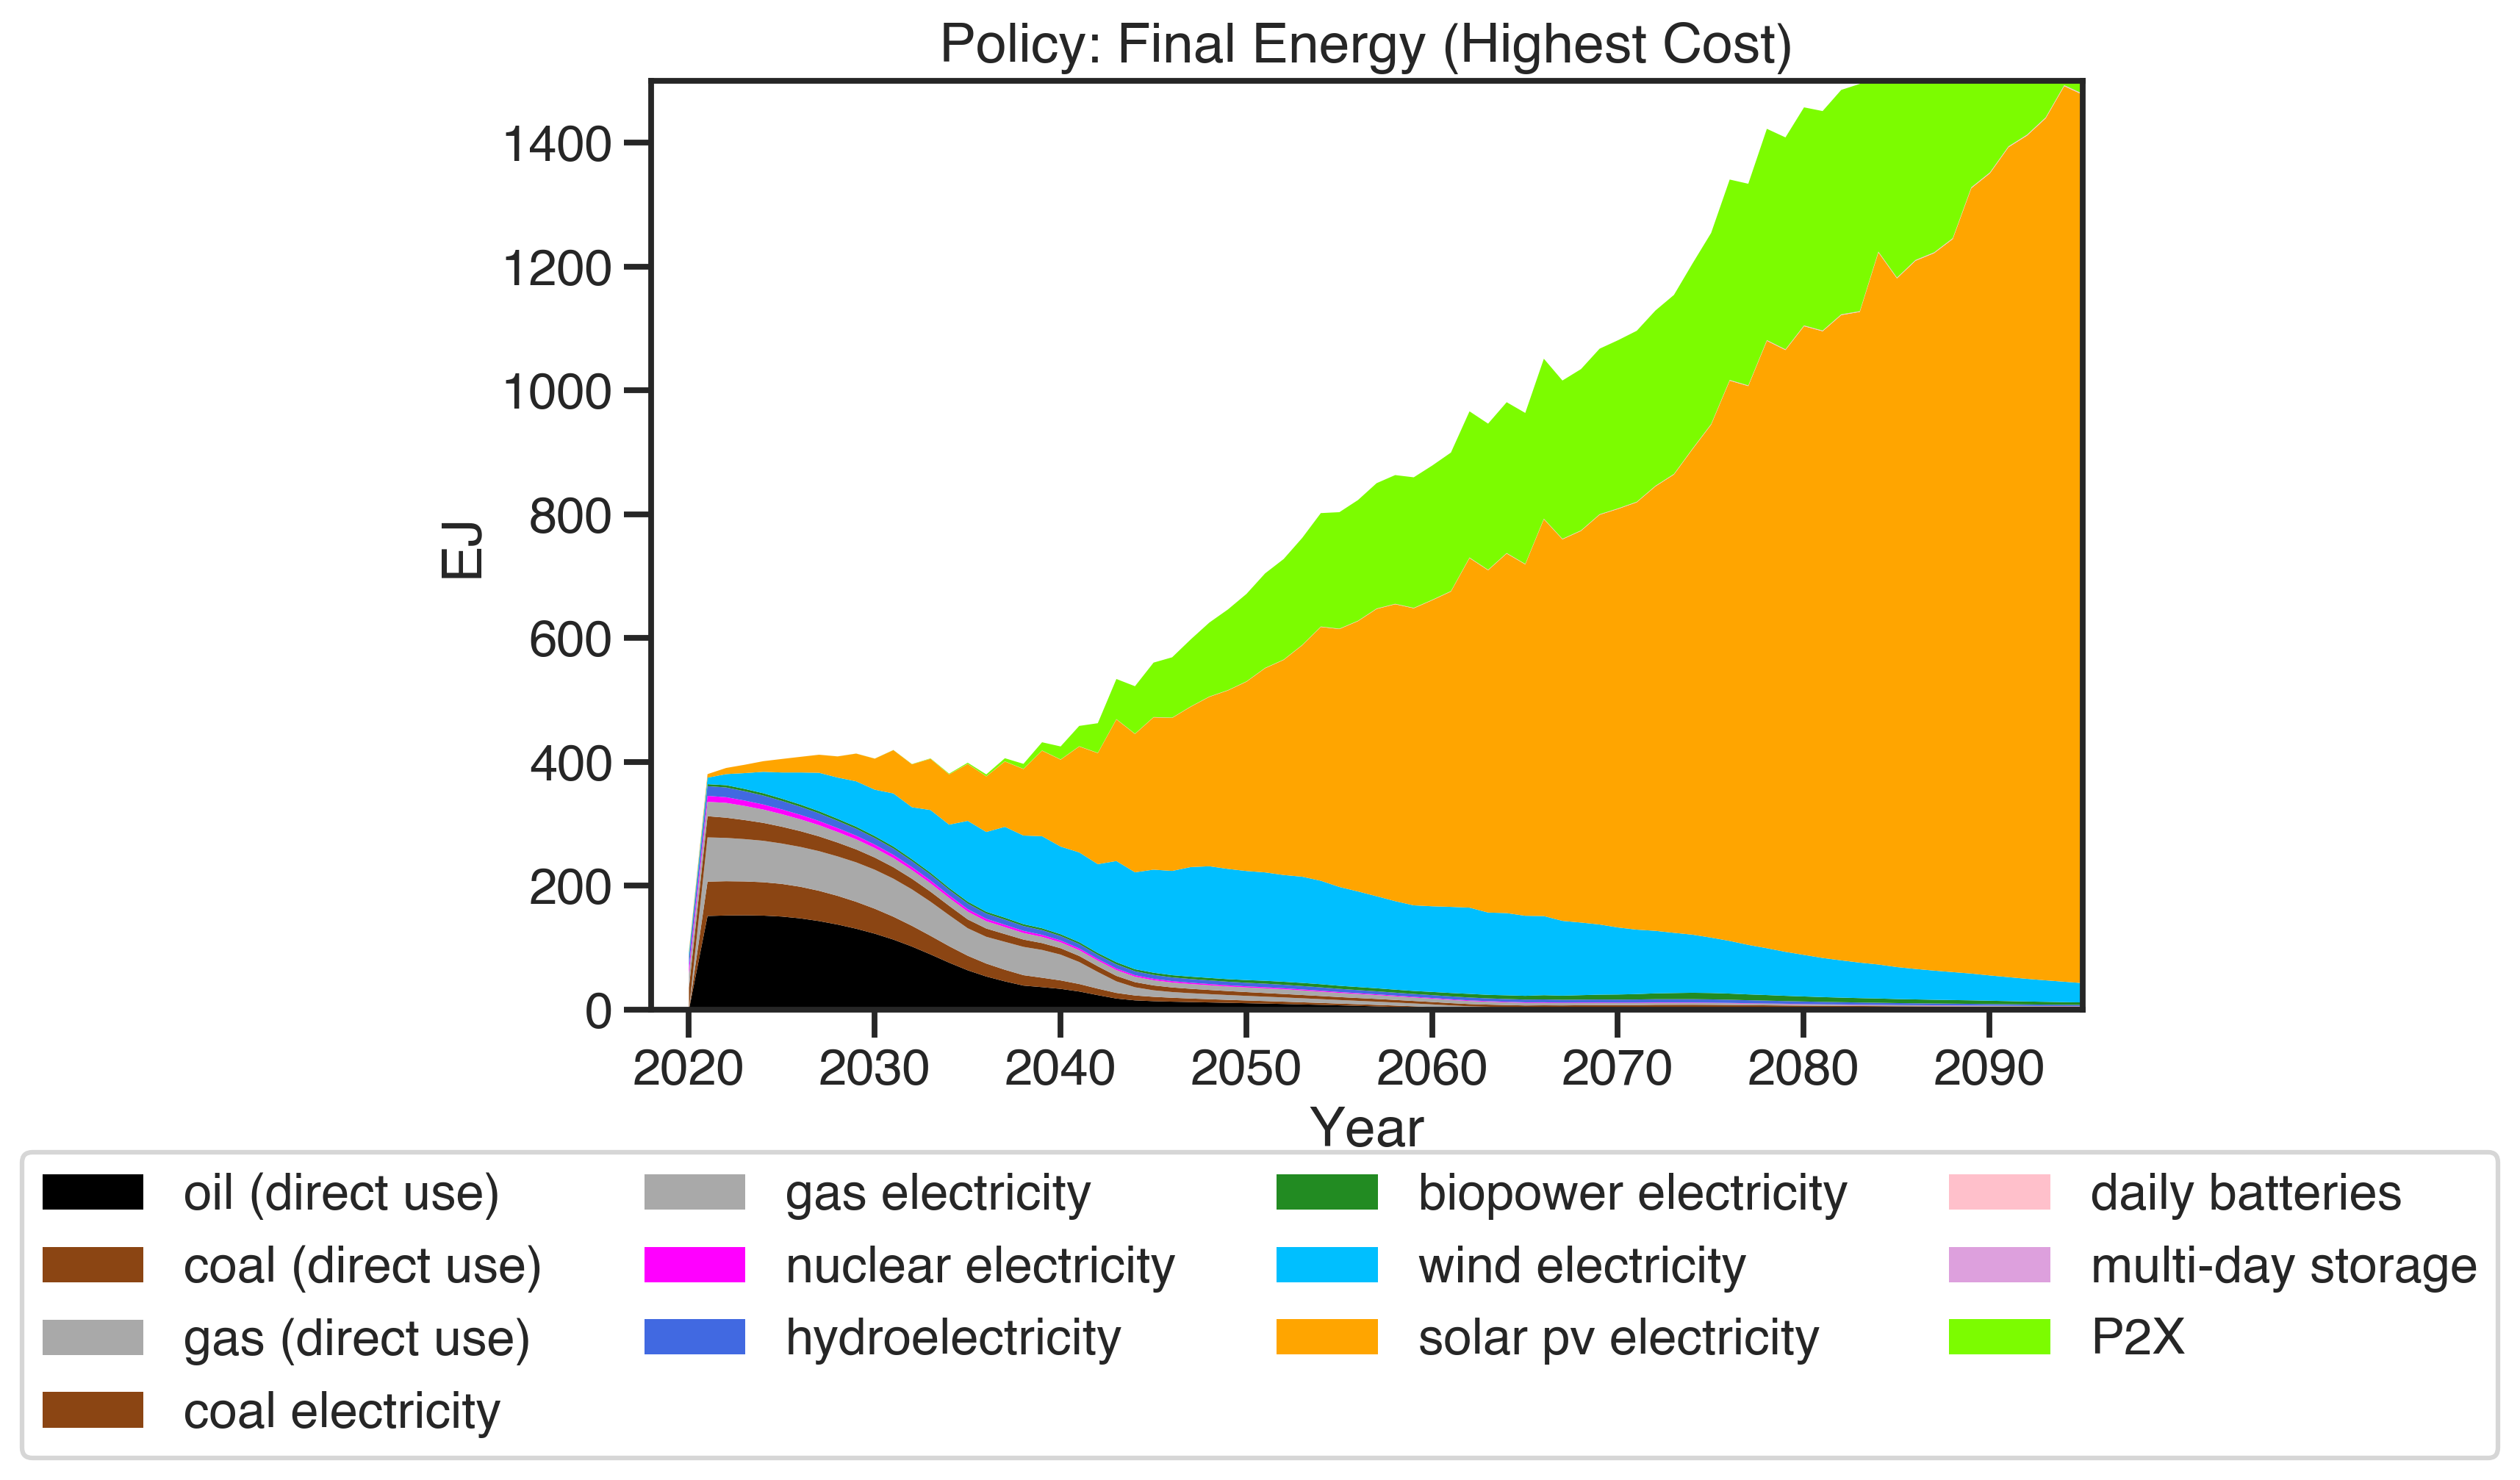 Policy: Final Energy (Highest Cost)
1400
1200
1000
800
600
400
200
0
EJ
2020 2030 2040 2050 2060 2070 2080 2090
Year
oil (direct use) gas electricity biopower electricity daily batteries
coal (direct use) nuclear electricity wind electricity multi-day storage
gas (direct use) hydroelectricity solar pv electricity P2X
coal electricity